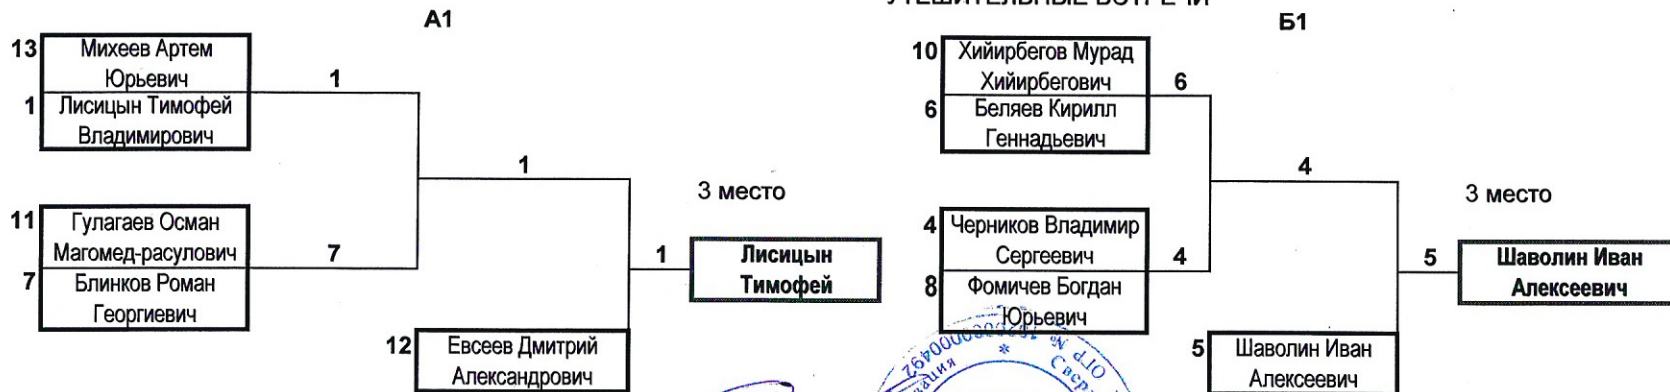 УТЕШИТЕЛЬНЫЕ ВСТРЕЧИ
А1
13
Михеев Артем
Юрьевич
1
1
Лисицын Тимофей
Владимирович
1
11
Гулагаев Осман
Магомед-расулович
7
7
Блинков Роман
Георгиевич
3 место
1
Лисицын
Тимофей
12
Евсеев Дмитрий
Александрович
Б1
10
Хийирбегов Мурад
Хийирбегович
6
6
Беляев Кирилл
Геннадьевич
4
4
Черников Владимир
Сергеевич
4
8
Фомичев Богдан
Юрьевич
3 место
5
Шаволин Иван
Алексеевич
5
Шаволин Иван
Алексеевич